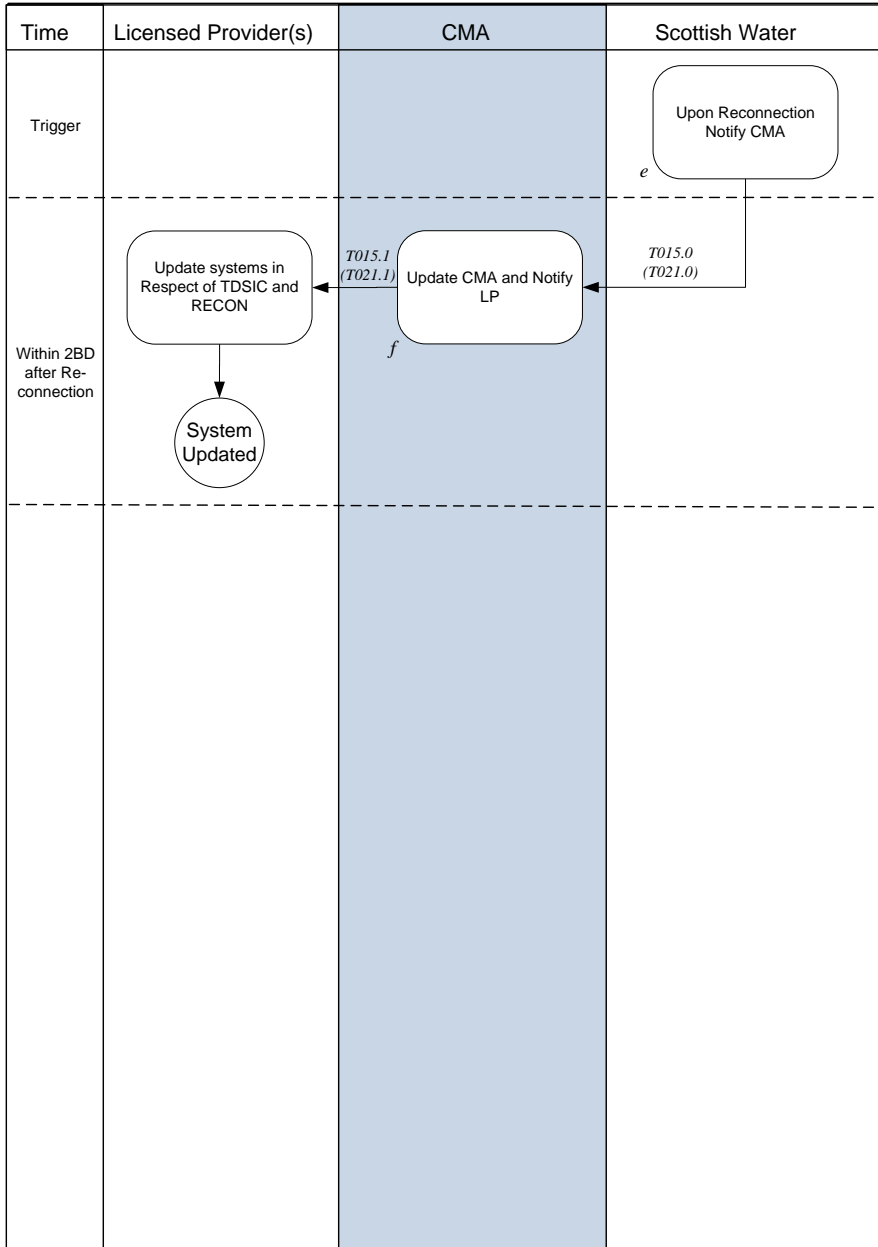 Time
Licensed Provider(s)
CMA
Scottish Water
Trigger
Upon Reconnection
Notify CMA
e
T015.0
(T021.0)
Update CMA and Notify
LP
f
T015.1
(T021.1)
Update systems in
Respect of TDSIC and
RECON
Within 2BD
after Re-
connection
System
Updated